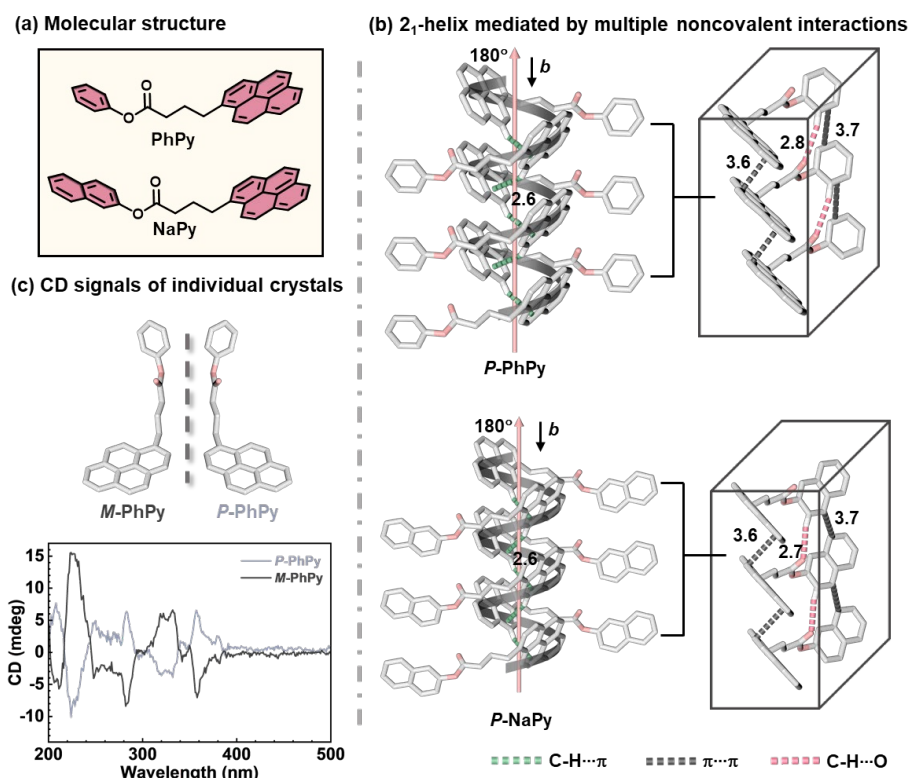 (a) Molecular structure
O
O
PhPy
O
O
NaPy
(b) 2₁-helix mediated by multiple noncovalent interactions
180°
b
2.6
P-PhPy
3.6
2.8
3.7
180°
b
2.6
P-NaPy
3.6
2.7
3.7
C-H···π
π···π
C-H···O
(c) CD signals of individual crystals
M-PhPy
P-PhPy
P-PhPy
M-PhPy
CD (mdeg)
15
10
5
0
-5
-10
200
300
400
500
Wavelength (nm)